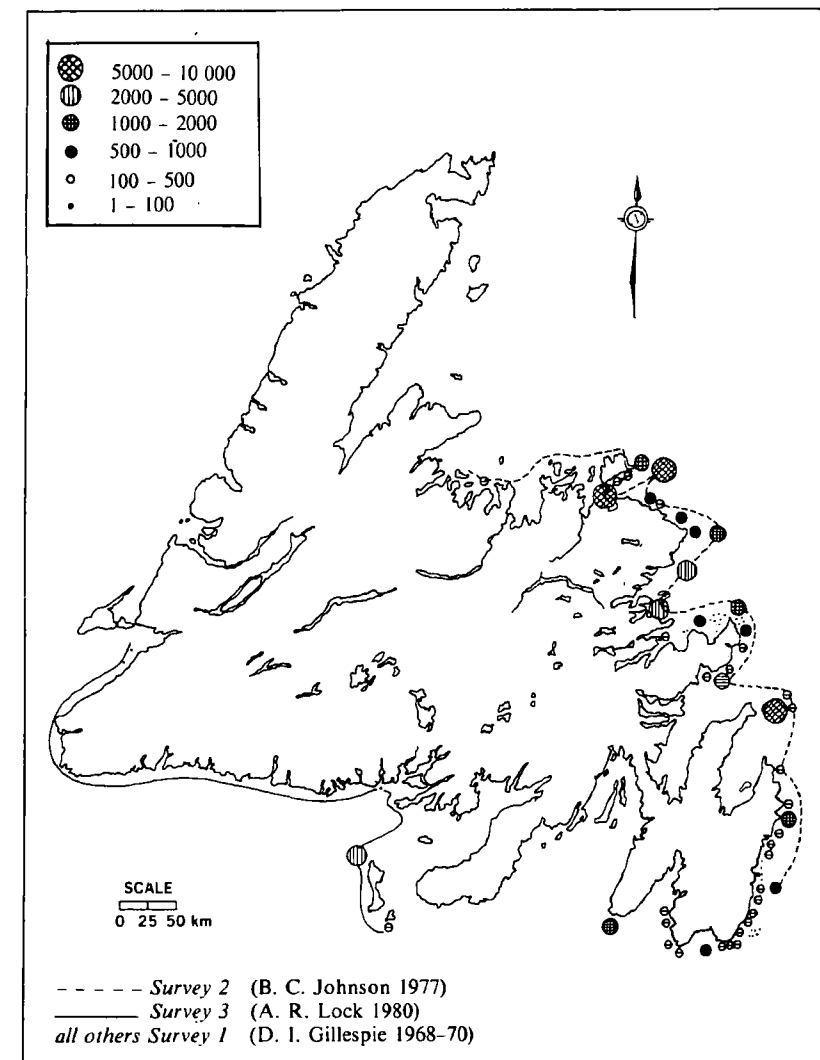 5000 - 10 000
2000 - 5000
1000 - 2000
500 - 1000
100 - 500
1 - 100
SCALE
0 25 50 km
Survey 2 (B. C. Johnson 1977)
Survey 3 (A. R. Lock 1980)
all others Survey 1 (D. I. Gillespie 1968-70)